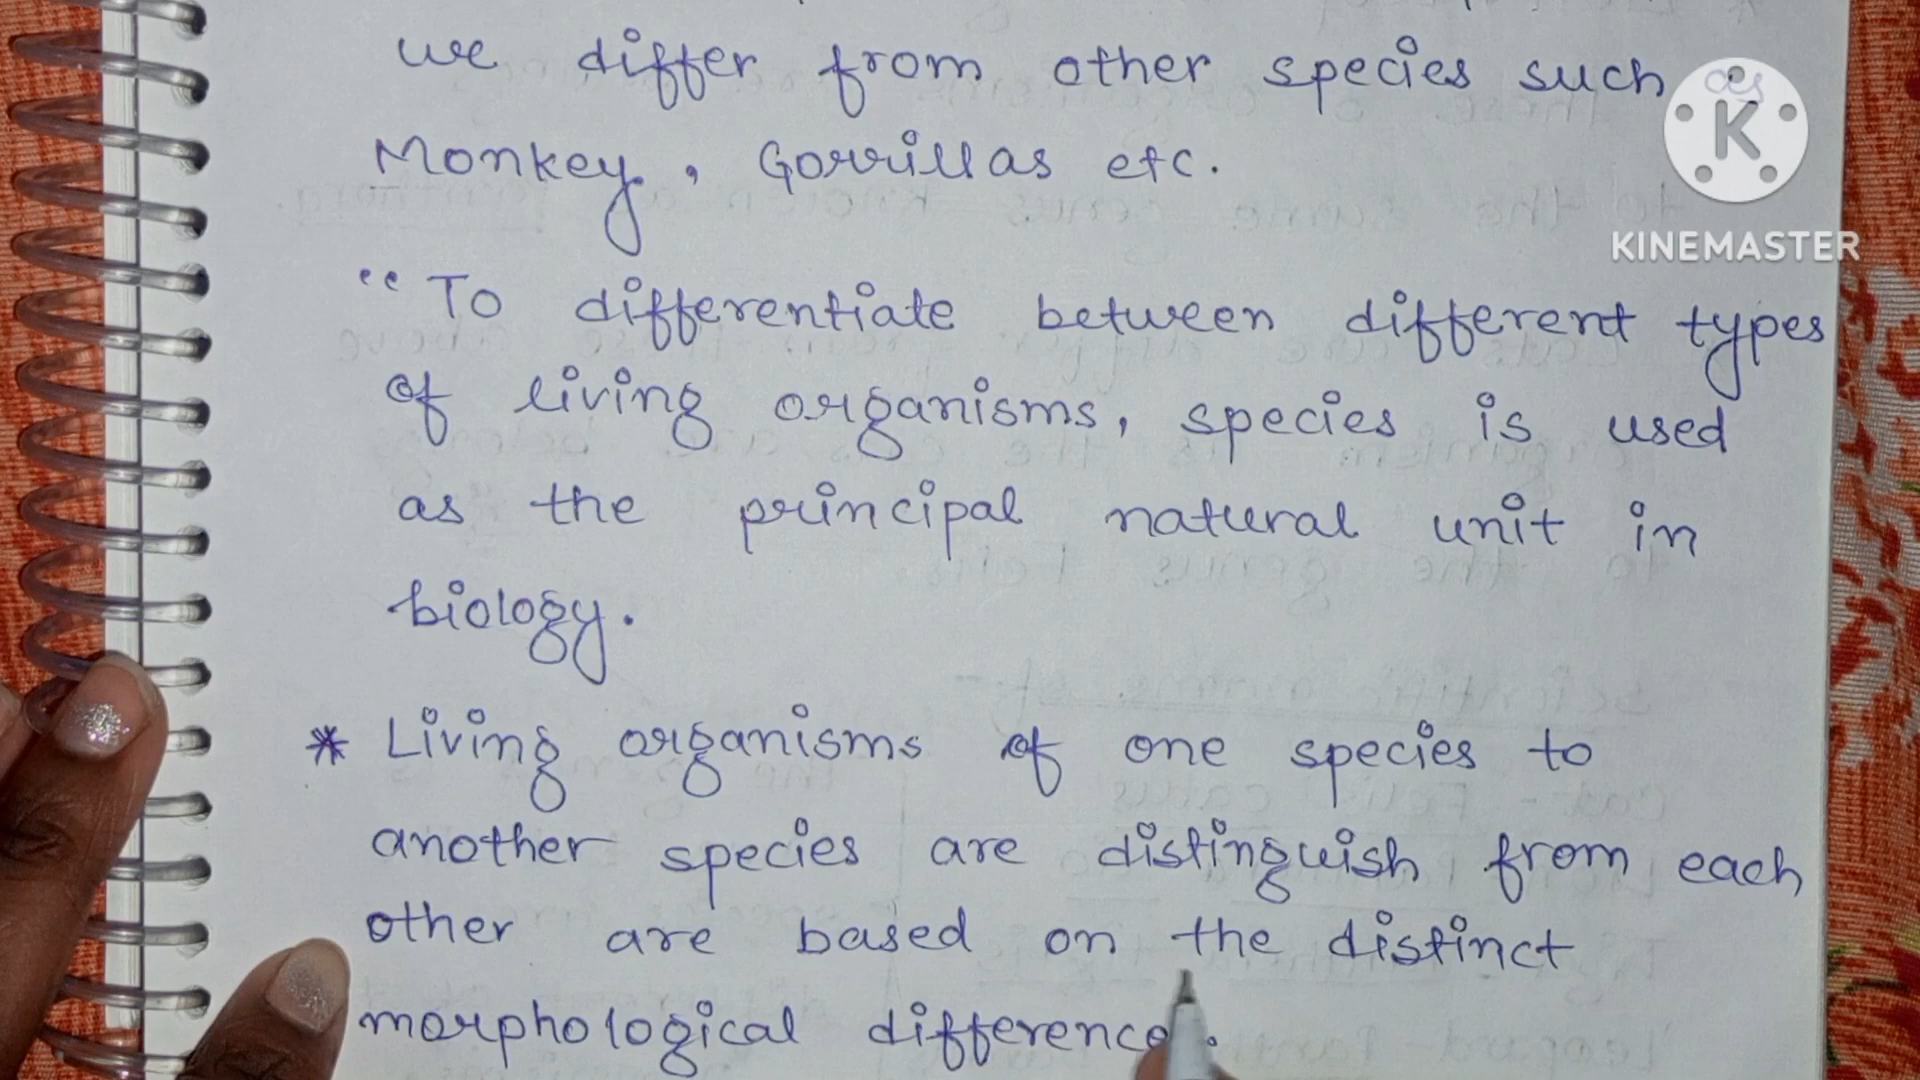 we differ from other species such as
Monkey, Gorrillas etc.
"To differentiate between different types
of living organisms, species is used
as the principal natural unit in
biology.
* Living organisms of one species to
another species are distinguish from each
other are based on the distinct
morphological difference.
K
KINEMASTER